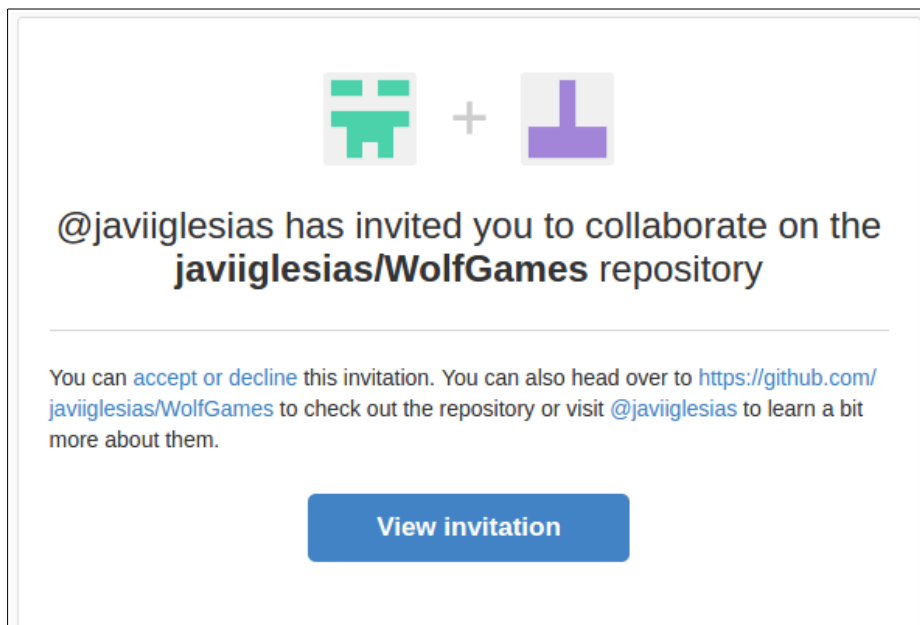 @javiiglesias has invited you to collaborate on the
javiiglesias/WolfGames repository
You can accept or decline this invitation. You can also head over to https://github.com/
javiiglesias/WolfGames to check out the repository or visit @javiiglesias to learn a bit
more about them.
View invitation